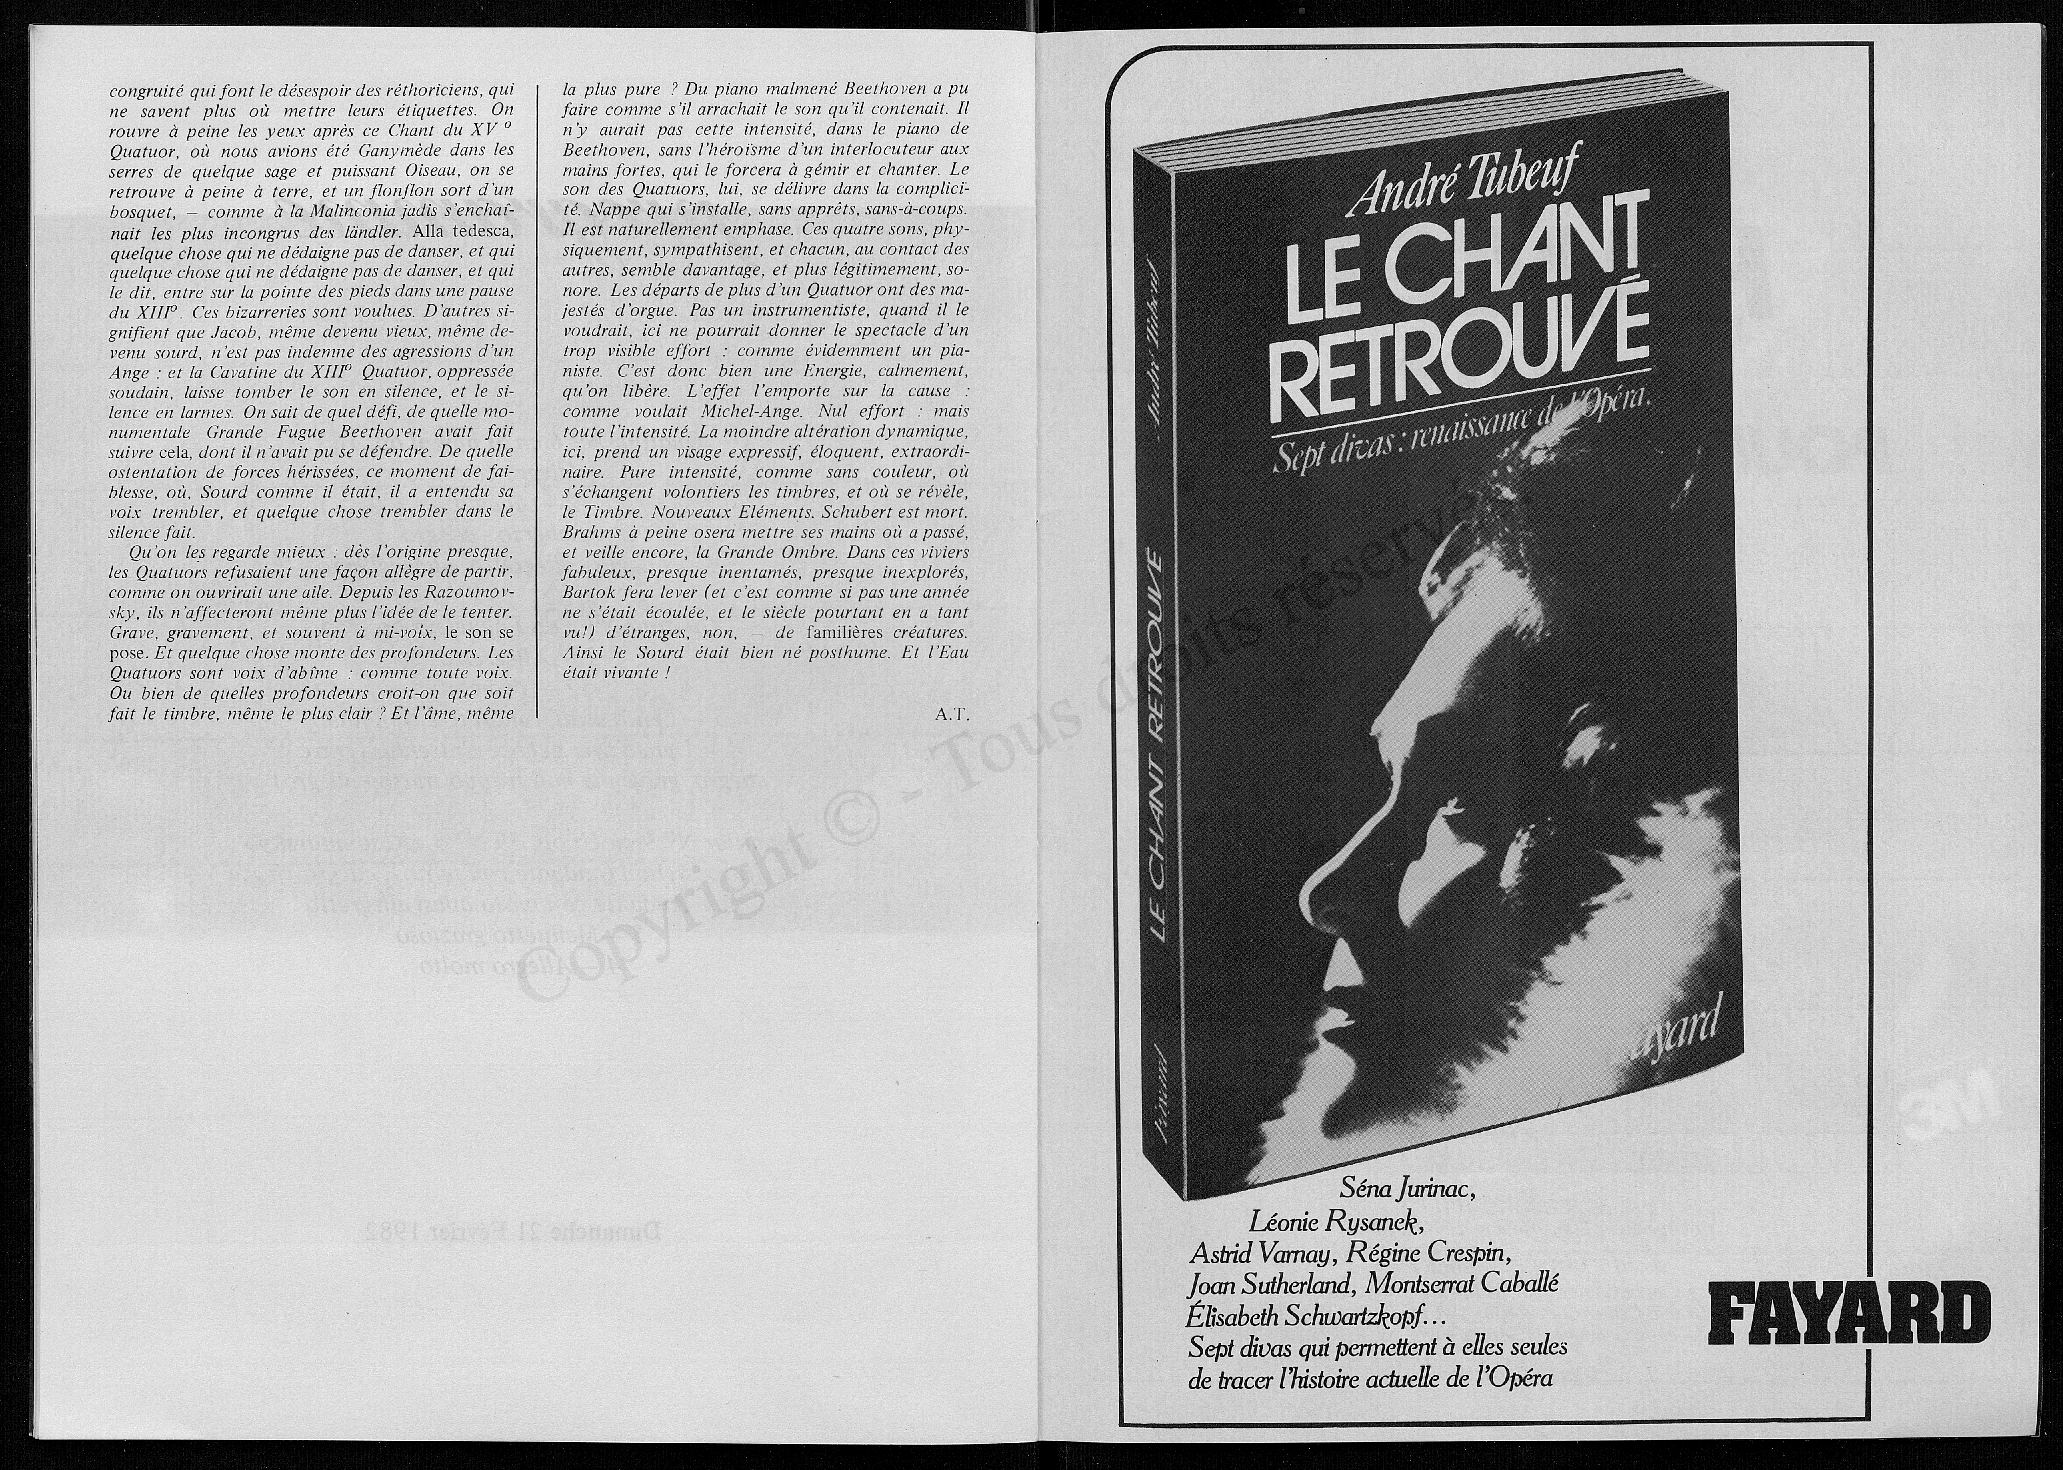 congruité qui font le désespoir des réthoriciens, qui
ne savent plus où mettre leurs étiquettes. On
rouvre à peine les yeux après ce Chant du XV°
Quatuor, où nous avions été Ganymède dans les
serres de quelque sage et puissant Oiseau, on se
retrouve à peine à terre, et un flonflon sort d'un
bosquet, — comme à la Malinconia jadis s'enchaî-
nait les plus incongrus des ländler. Alla tedesca,
quelque chose qui ne dédaigne pas de danser, et qui
quelque chose qui ne dédaigne pas de danser, et qui
le dit, entre sur la pointe des pieds dans une pause
du XIII°. Ces bizarreries sont voulues. D'autres si-
gnifient que Jacob, même devenu vieux, même de-
venu sourd, n'est pas indemne des agressions d'un
Ange : et la Cavatine du XIII° Quatuor, oppressée
soudain, laisse tomber le son en silence, et le si-
lence en larmes. On sait de quel défi, de quelle mo-
numentale Grande Fugue Beethoven avait fait
suivre cela, dont il n'avait pu se défendre. De quelle
ostentation de forces hérissées, ce moment de fai-
blesse, où, Sourd comme il était, il a entendu sa
voix trembler, et quelque chose trembler dans le
silence fait.
Qu'on les regarde mieux : dès l'origine presque,
les Quatuors refusaient une façon allègre de partir,
comme on ouvrirait une aile. Depuis les Razoumov-
sky, ils n'affecteront même plus l'idée de le tenter.
Grave, gravement, et souvent à mi-voix, le son se
pose. Et quelque chose monte des profondeurs. Les
Quatuors sont voix d'abîme : comme toute voix.
Ou bien de quelles profondeurs croit-on que soit
fait le timbre, même le plus clair ? Et l'âme, même
la plus pure ? Du piano malmené Beethoven a pu
faire comme s'il arrachait le son qu'il contenait. Il
n'y aurait pas cette intensité, dans le piano de
Beethoven, sans l'héroïsme d'un interlocuteur aux
mains fortes, qui le forcera à gémir et chanter. Le
son des Quatuors, lui, se délivre dans la complici-
té. Nappe qui s'installe, sans apprêts, sans-à-coups.
Il est naturellement emphase. Ces quatre sons, phy-
siquement, sympathisent, et chacun, au contact des
autres, semble davantage, et plus légitimement, so-
nore. Les départs de plus d'un Quatuor ont des ma-
jestés d'orgue. Pas un instrumentiste, quand il le
voudrait, ici ne pourrait donner le spectacle d'un
trop visible effort : comme évidemment un pia-
niste. C'est donc bien une Energie, calmement,
qu'on libère. L'effet l'emporte sur la cause :
comme voulait Michel-Ange. Nul effort : mais
toute l'intensité. La moindre altération dynamique,
ici, prend un visage expressif, éloquent, extraordi-
naire. Pure intensité, comme sans couleur, où
s'échangent volontiers les timbres, et où se révèle,
le Timbre. Nouveaux Eléments. Schubert est mort.
Brahms à peine osera mettre ses mains où a passé,
et veille encore, la Grande Ombre. Dans ces viviers
fabuleux, presque inentamés, presque inexplorés,
Bartok fera lever (et c'est comme si pas une année
ne s'était écoulée, et le siècle pourtant en a tant
vu!) d'étranges, non, — de familières créatures.
Ainsi le Sourd était bien né posthume. Et l'Eau
était vivante !
A.T.
Copyright © - Tous droits réservé
André Tubeuf
LE CHANT
RETROUVÉ
Sept divas : renaissance de l'Opéra.
ayard
André Tubeuf
LE CHANT RETROUVÉ
Fayard
Séna Jurinac,
Léonie Rysanek,
Astrid Varnay, Régine Crespin,
Joan Sutherland, Montserrat Caballé
Élisabeth Schwartzkopf...
Sept divas qui permettent à elles seules
de tracer l'histoire actuelle de l'Opéra
FAYARD
Dimanche 21 Février 1982